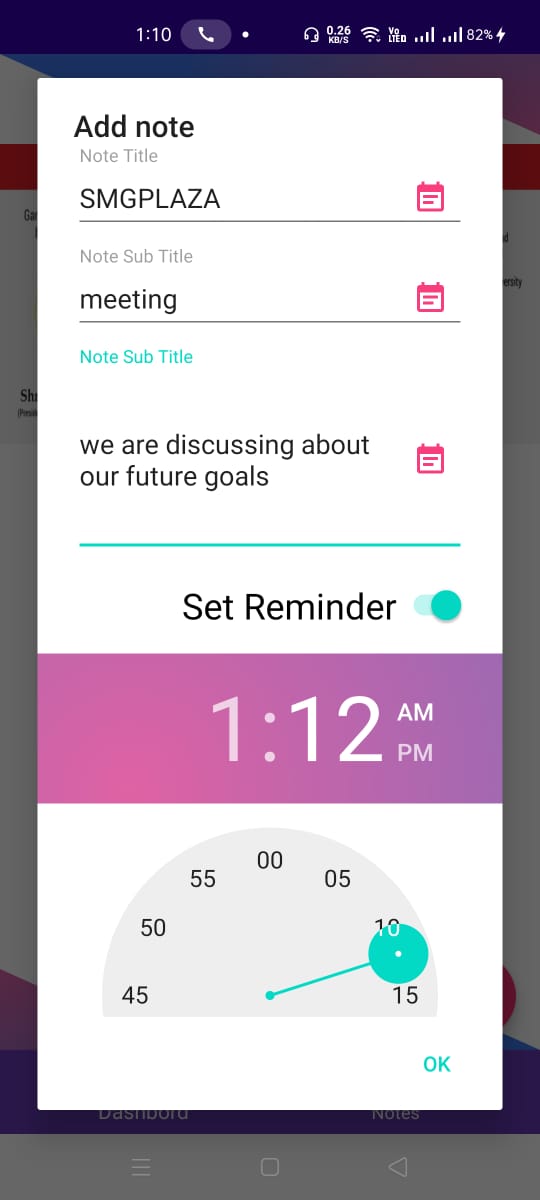 1:10
0.26
KB/S
Vo
LTED
82%
Add note
Note Title
SMGPLAZA
Note Sub Title
meeting
Note Sub Title
we are discussing about
our future goals
Set Reminder
1:12
AM
PM
00
55
05
50
10
45
15
OK
Dashbord
Notes